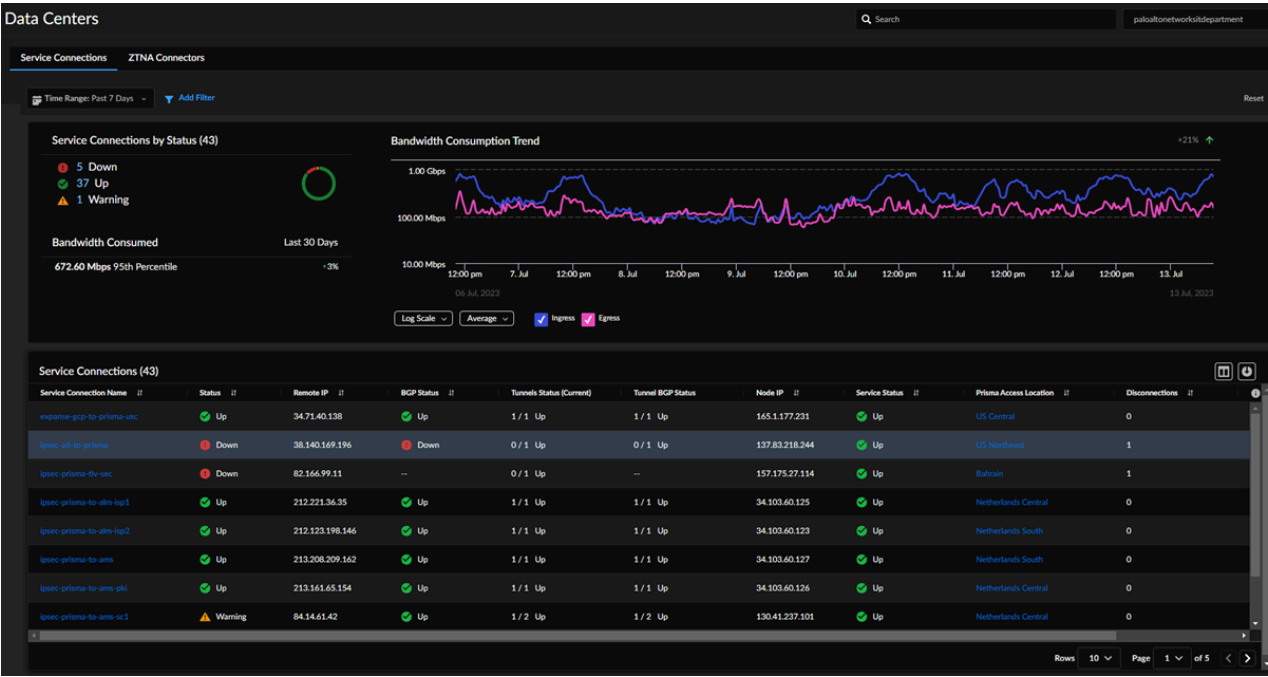 Data Centers
Search
paloaltonetworksitdepartment
Service Connections ZTNA Connectors
Time Range: Past 7 Days Add Filter
Reset
Service Connections by Status (43)
5 Down
37 Up
1 Warning
Bandwidth Consumed Last 30 Days
672.60 Mbps 95th Percentile +3%
Bandwidth Consumption Trend +21%
1.00 Gbps
100.00 Mbps
10.00 Mbps
12:00 pm 7. Jul 12:00 pm 8. Jul 12:00 pm 9. Jul 12:00 pm 10. Jul 12:00 pm 11. Jul 12:00 pm 12. Jul 12:00 pm 13. Jul
06 Jul, 2023 13 Jul, 2023
Log Scale Average Ingress Egress
Service Connections (43)
Service Connection Name Status Remote IP BGP Status Tunnels Status (Current) Tunnel BGP Status Node IP Service Status Prisma Access Location Disconnections
expanse-gcp-to-prisma-usc Up 34.71.40.138 Up 1 / 1 Up 1 / 1 Up 165.1.177.231 Up US Central 0
Down 38.140.169.196 Down 0 / 1 Up 0 / 1 Up 137.83.218.244 Up US Northeast 1
ipsec-prisma-tlv-sec Down 82.166.99.11 -- 0 / 1 Up -- 157.175.27.114 Up Bahrain 1
ipsec-prisma-to-alm-isp1 Up 212.221.36.35 Up 1 / 1 Up 1 / 1 Up 34.103.60.125 Up Netherlands Central 0
ipsec-prisma-to-alm-isp2 Up 212.123.198.146 Up 1 / 1 Up 1 / 1 Up 34.103.60.123 Up Netherlands South 0
ipsec-prisma-to-ams Up 213.208.209.162 Up 1 / 1 Up 1 / 1 Up 34.103.60.127 Up Netherlands South 0
ipsec-prisma-to-ams-pki Up 213.161.65.154 Up 1 / 1 Up 1 / 1 Up 34.103.60.126 Up Netherlands Central 0
ipsec-prisma-to-ams-sc1 Warning 84.14.61.42 Up 1 / 2 Up 1 / 2 Up 130.41.237.101 Up Netherlands Central 0
Rows 10 Page 1 of 5